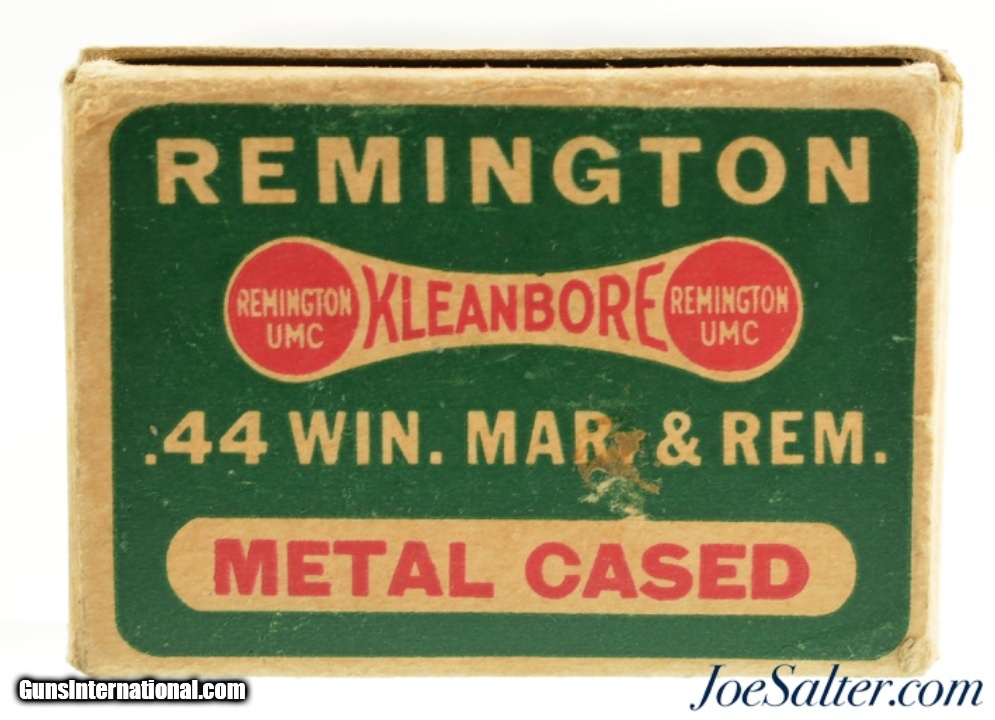 REMINGTON
REMINGTON UMC
KLEANBORE
REMINGTON UMC
.44 WIN. MAR. & REM.
METAL CASED
GunsInternational.com
JoeSalter.com